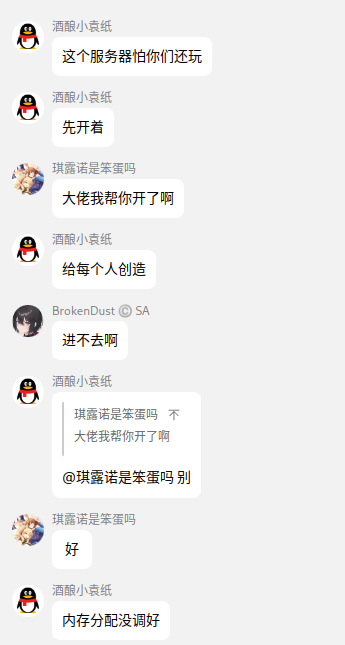 酒酿小袁纸
这个服务器怕你们还玩
酒酿小袁纸
先开着
琪露诺是笨蛋吗
大佬我帮你开了啊
酒酿小袁纸
给每个人创造
BrokenDust © SA
进不去啊
酒酿小袁纸
琪露诺是笨蛋吗 不
大佬我帮你开了啊
@琪露诺是笨蛋吗 别
琪露诺是笨蛋吗
好
酒酿小袁纸
内存分配没调好